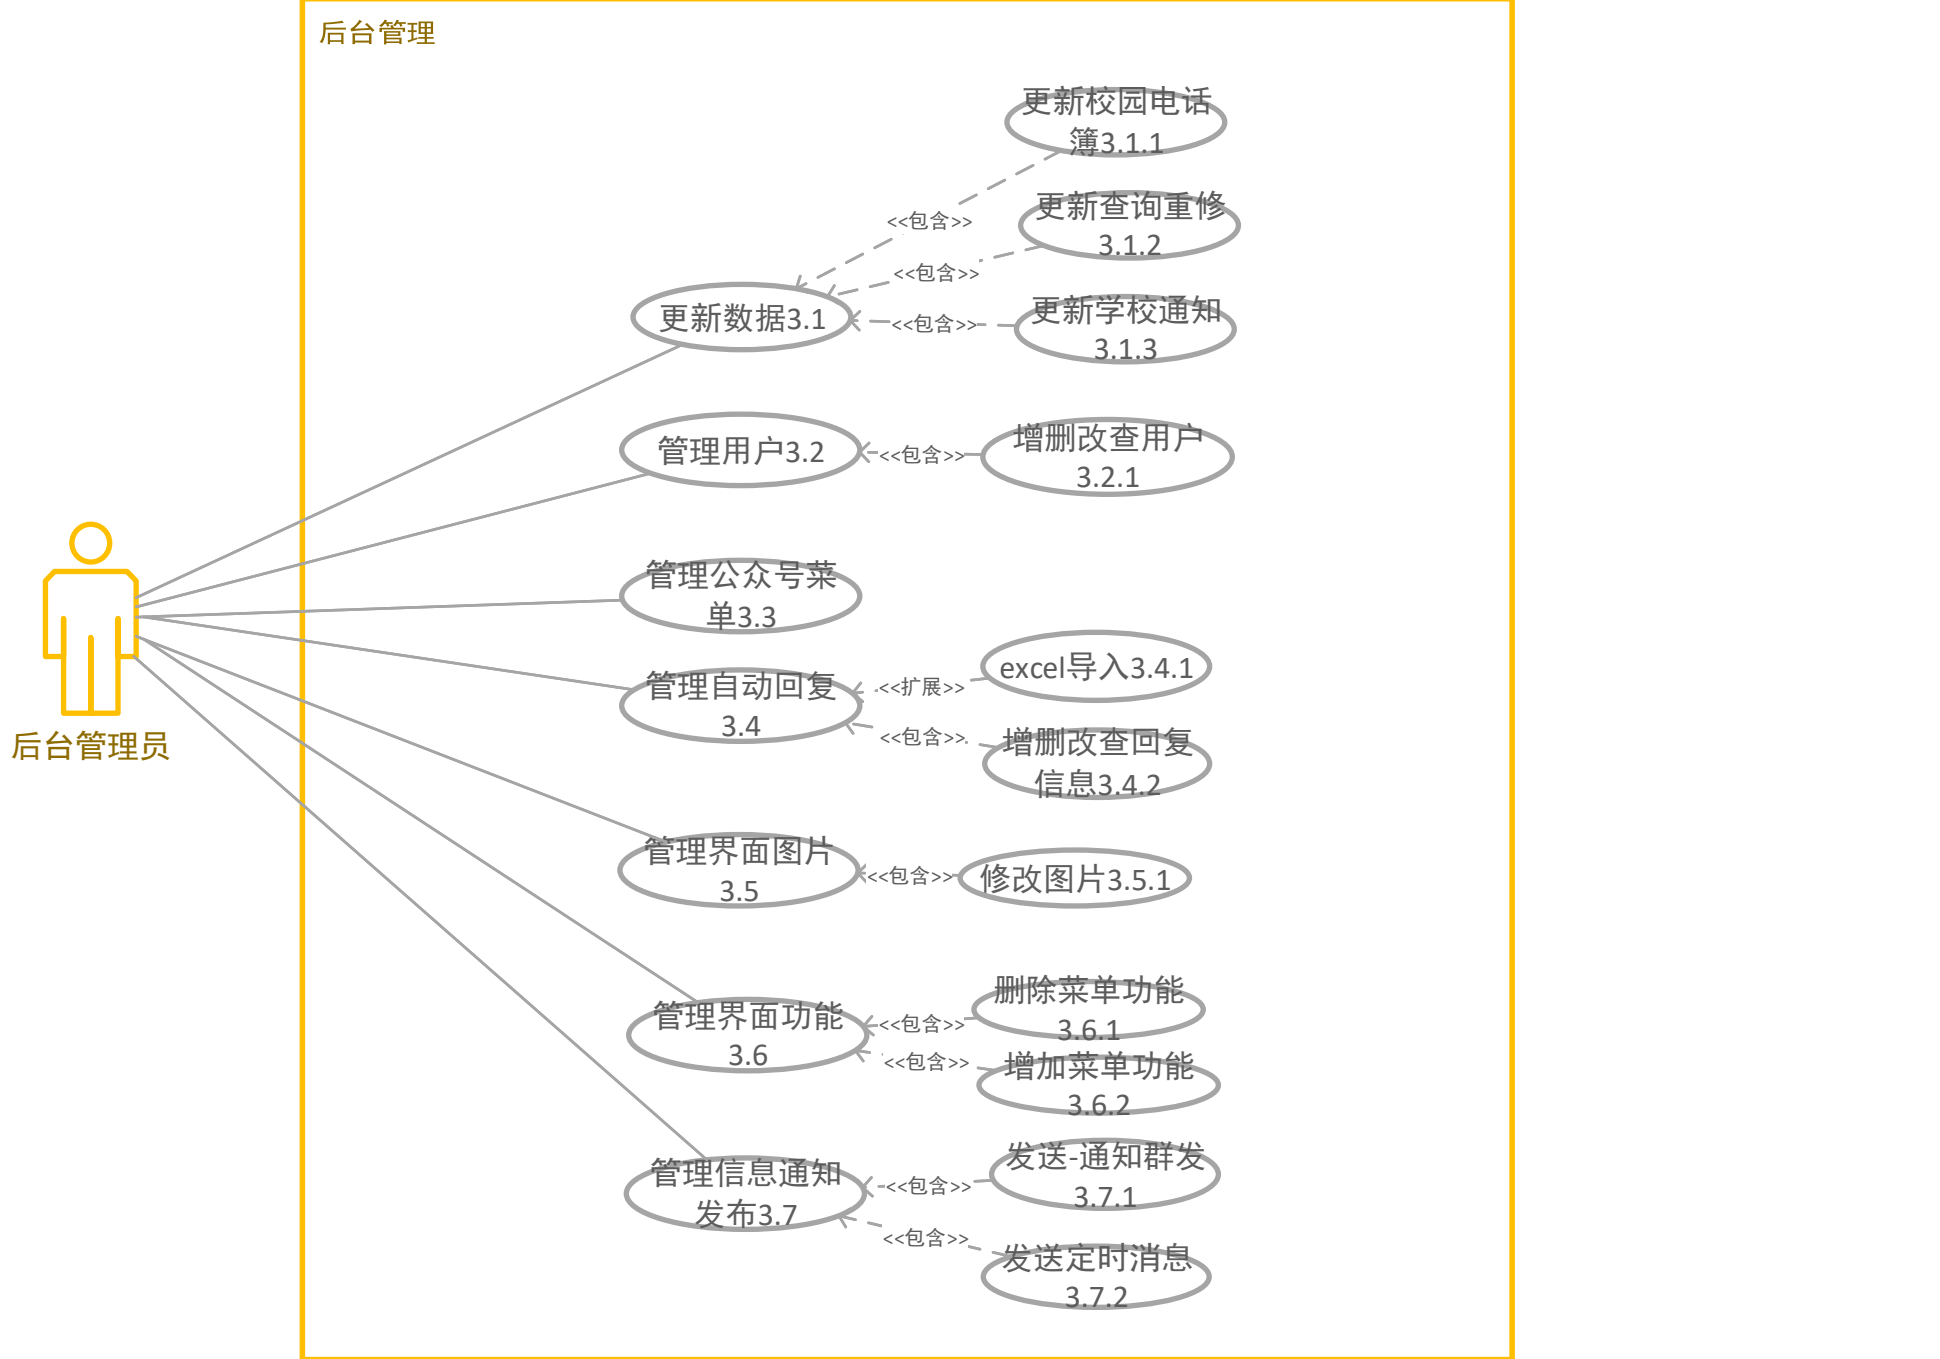 后台管理
更新校园电话
簿3.1.1
<<包含>>
更新查询重修
3.1.2
<<包含>>
更新数据3.1
<<包含>>
更新学校通知
3.1.3
管理用户3.2
<<包含>>
增删改查用户
3.2.1
管理公众号菜
单3.3
管理自动回复
3.4
<<扩展>>
excel导入3.4.1
<<包含>>
增删改查回复
信息3.4.2
后台管理员
管理界面图片
3.5
<<包含>>
修改图片3.5.1
管理界面功能
3.6
<<包含>>
删除菜单功能
3.6.1
<<包含>>
增加菜单功能
3.6.2
管理信息通知
发布3.7
<<包含>>
发送-通知群发
3.7.1
<<包含>>
发送定时消息
3.7.2